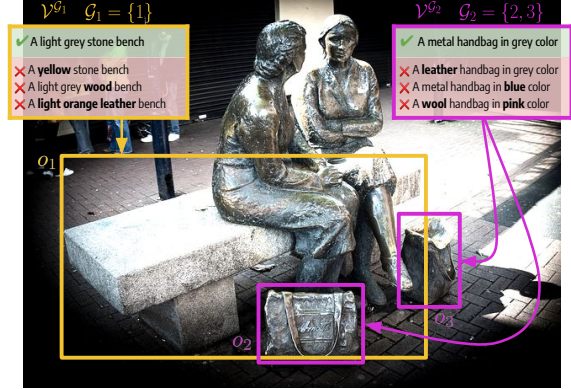 𝒱^𝒢₁ 𝒢₁ = {1}
✓ A light grey stone bench
✗ A yellow stone bench
✗ A light grey wood bench
✗ A light orange leather bench
𝒱^𝒢₂ 𝒢₂ = {2, 3}
✓ A metal handbag in grey color
✗ A leather handbag in grey color
✗ A metal handbag in blue color
✗ A wool handbag in pink color
o₁
o₂
o₃